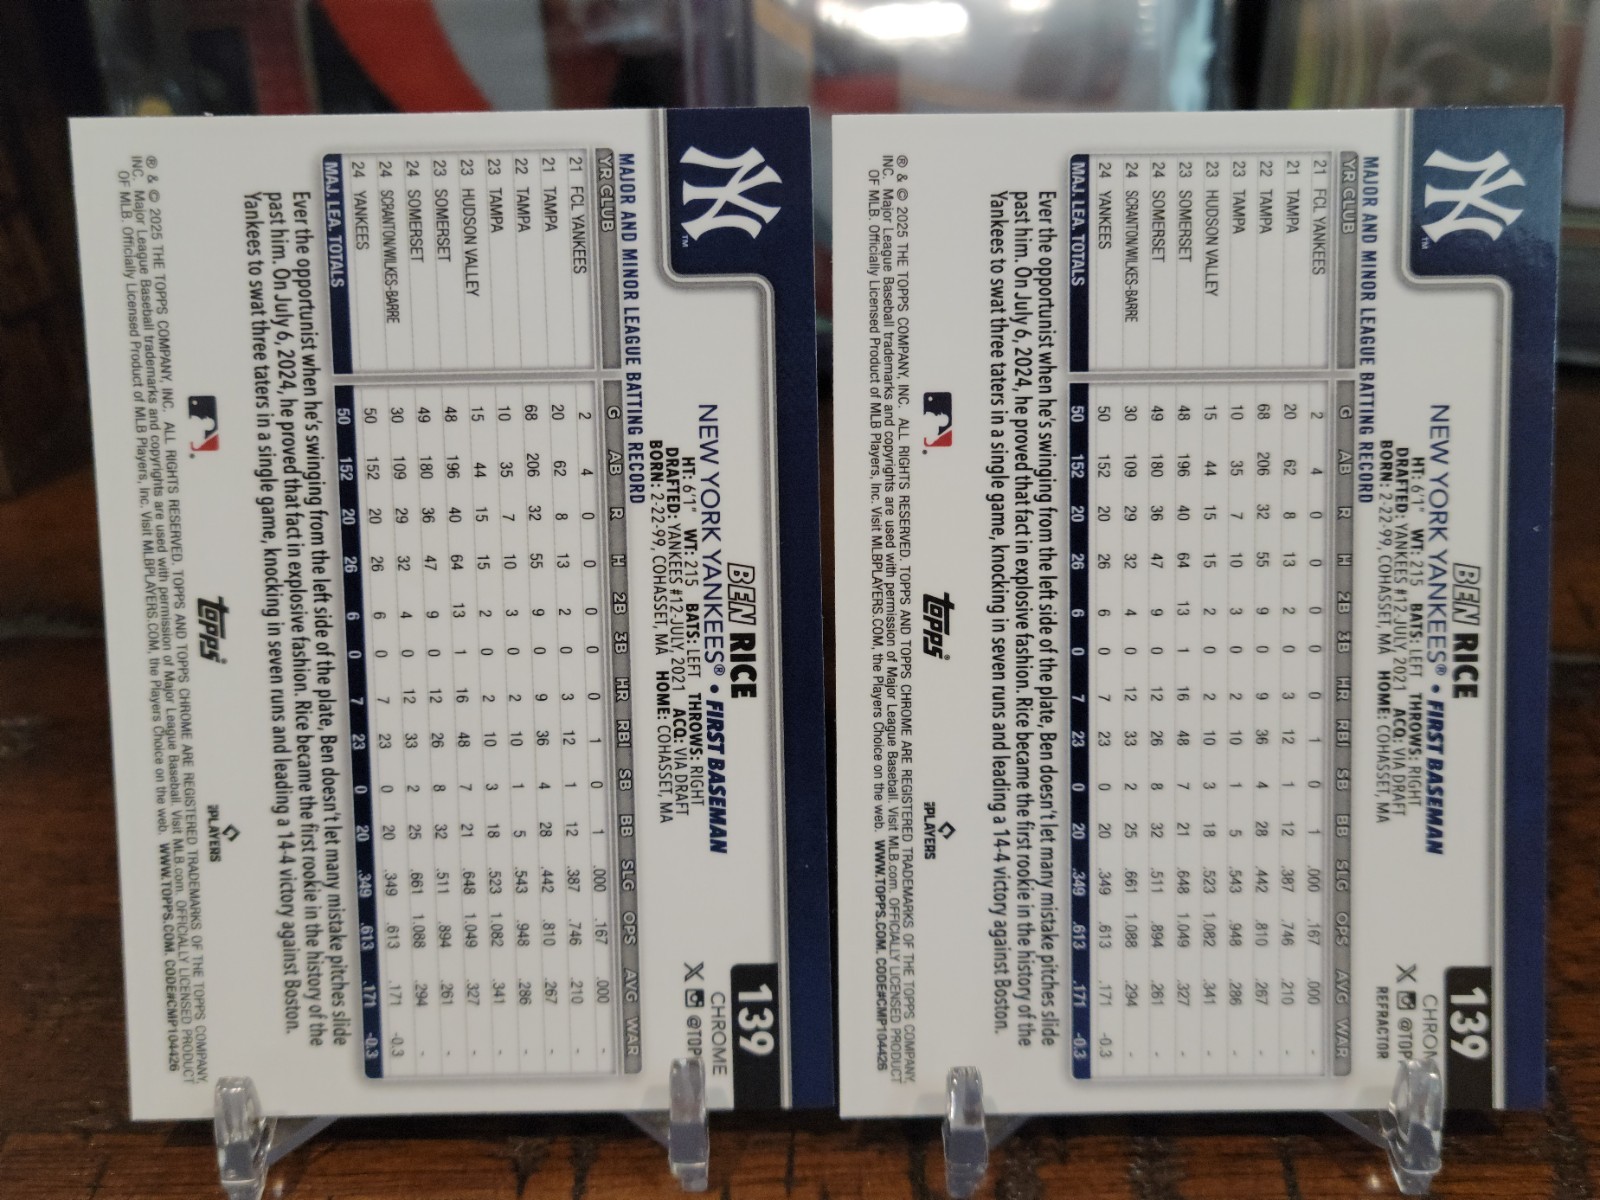 139
CHROME
BEN RICE
NEW YORK YANKEES® • FIRST BASEMAN
HT: 6'1" WT: 215 BATS: LEFT THROWS: RIGHT
DRAFTED: YANKEES #12-JULY, 2021 ACQ: VIA DRAFT
BORN: 2-22-99, COHASSET, MA HOME: COHASSET, MA
X @TOP
MAJOR AND MINOR LEAGUE BATTING RECORD
YR CLUB G AB R H 2B 3B HR RBI SB BB SLG OPS AVG WAR
21 FCL YANKEES 2 4 0 0 0 0 0 1 0 1 .000 .167 .000 -
21 TAMPA 20 62 8 13 2 0 3 12 1 12 .387 .746 .210 -
22 TAMPA 68 206 32 55 9 0 9 36 4 28 .442 .810 .267 -
23 TAMPA 10 35 7 10 3 0 2 10 1 5 .543 .948 .286 -
23 HUDSON VALLEY 15 44 15 15 2 0 2 10 3 18 .523 1.082 .341 -
23 SOMERSET 48 196 40 64 13 1 16 48 7 21 .648 1.049 .327 -
24 SOMERSET 49 180 36 47 9 0 12 26 8 32 .511 .894 .261 -
24 SCRANTON/WILKES-BARRE 30 109 29 32 4 0 12 33 2 25 .661 1.088 .294 -
24 YANKEES 50 152 20 26 6 0 7 23 0 20 .349 .613 .171 -0.3
MAJ. LEA. TOTALS 50 152 20 26 6 0 7 23 0 20 .349 .613 .171 -0.3
Ever the opportunist when he's swinging from the left side of the plate, Ben doesn't let many mistake pitches slide
past him. On July 6, 2024, he proved that fact in explosive fashion. Rice became the first rookie in the history of the
Yankees to swat three taters in a single game, knocking in seven runs and leading a 14-4 victory against Boston.
topps
PLAYERS
® & © 2025 THE TOPPS COMPANY, INC. ALL RIGHTS RESERVED. TOPPS AND TOPPS CHROME ARE REGISTERED TRADEMARKS OF THE TOPPS COMPANY,
INC. Major League Baseball trademarks and copyrights are used with permission of Major League Baseball. Visit MLB.com. OFFICIALLY LICENSED PRODUCT
OF MLB. Officially Licensed Product of MLB Players, Inc. Visit MLBPLAYERS.COM, the Players Choice on the web. WWW.TOPPS.COM. CODE#CMP104426
139
CHROME
BEN RICE
NEW YORK YANKEES® • FIRST BASEMAN
HT: 6'1" WT: 215 BATS: LEFT THROWS: RIGHT
DRAFTED: YANKEES #12-JULY, 2021 ACQ: VIA DRAFT
BORN: 2-22-99, COHASSET, MA HOME: COHASSET, MA
X @TOP
REFRACTOR
MAJOR AND MINOR LEAGUE BATTING RECORD
YR CLUB G AB R H 2B 3B HR RBI SB BB SLG OPS AVG WAR
21 FCL YANKEES 2 4 0 0 0 0 0 1 0 1 .000 .167 .000 -
21 TAMPA 20 62 8 13 2 0 3 12 1 12 .387 .746 .210 -
22 TAMPA 68 206 32 55 9 0 9 36 4 28 .442 .810 .267 -
23 TAMPA 10 35 7 10 3 0 2 10 1 5 .543 .948 .286 -
23 HUDSON VALLEY 15 44 15 15 2 0 2 10 3 18 .523 1.082 .341 -
23 SOMERSET 48 196 40 64 13 1 16 48 7 21 .648 1.049 .327 -
24 SOMERSET 49 180 36 47 9 0 12 26 8 32 .511 .894 .261 -
24 SCRANTON/WILKES-BARRE 30 109 29 32 4 0 12 33 2 25 .661 1.088 .294 -
24 YANKEES 50 152 20 26 6 0 7 23 0 20 .349 .613 .171 -0.3
MAJ. LEA. TOTALS 50 152 20 26 6 0 7 23 0 20 .349 .613 .171 -0.3
Ever the opportunist when he's swinging from the left side of the plate, Ben doesn't let many mistake pitches slide
past him. On July 6, 2024, he proved that fact in explosive fashion. Rice became the first rookie in the history of the
Yankees to swat three taters in a single game, knocking in seven runs and leading a 14-4 victory against Boston.
topps
PLAYERS
® & © 2025 THE TOPPS COMPANY, INC. ALL RIGHTS RESERVED. TOPPS AND TOPPS CHROME ARE REGISTERED TRADEMARKS OF THE TOPPS COMPANY,
INC. Major League Baseball trademarks and copyrights are used with permission of Major League Baseball. Visit MLB.com. OFFICIALLY LICENSED PRODUCT
OF MLB. Officially Licensed Product of MLB Players, Inc. Visit MLBPLAYERS.COM, the Players Choice on the web. WWW.TOPPS.COM. CODE#CMP104426